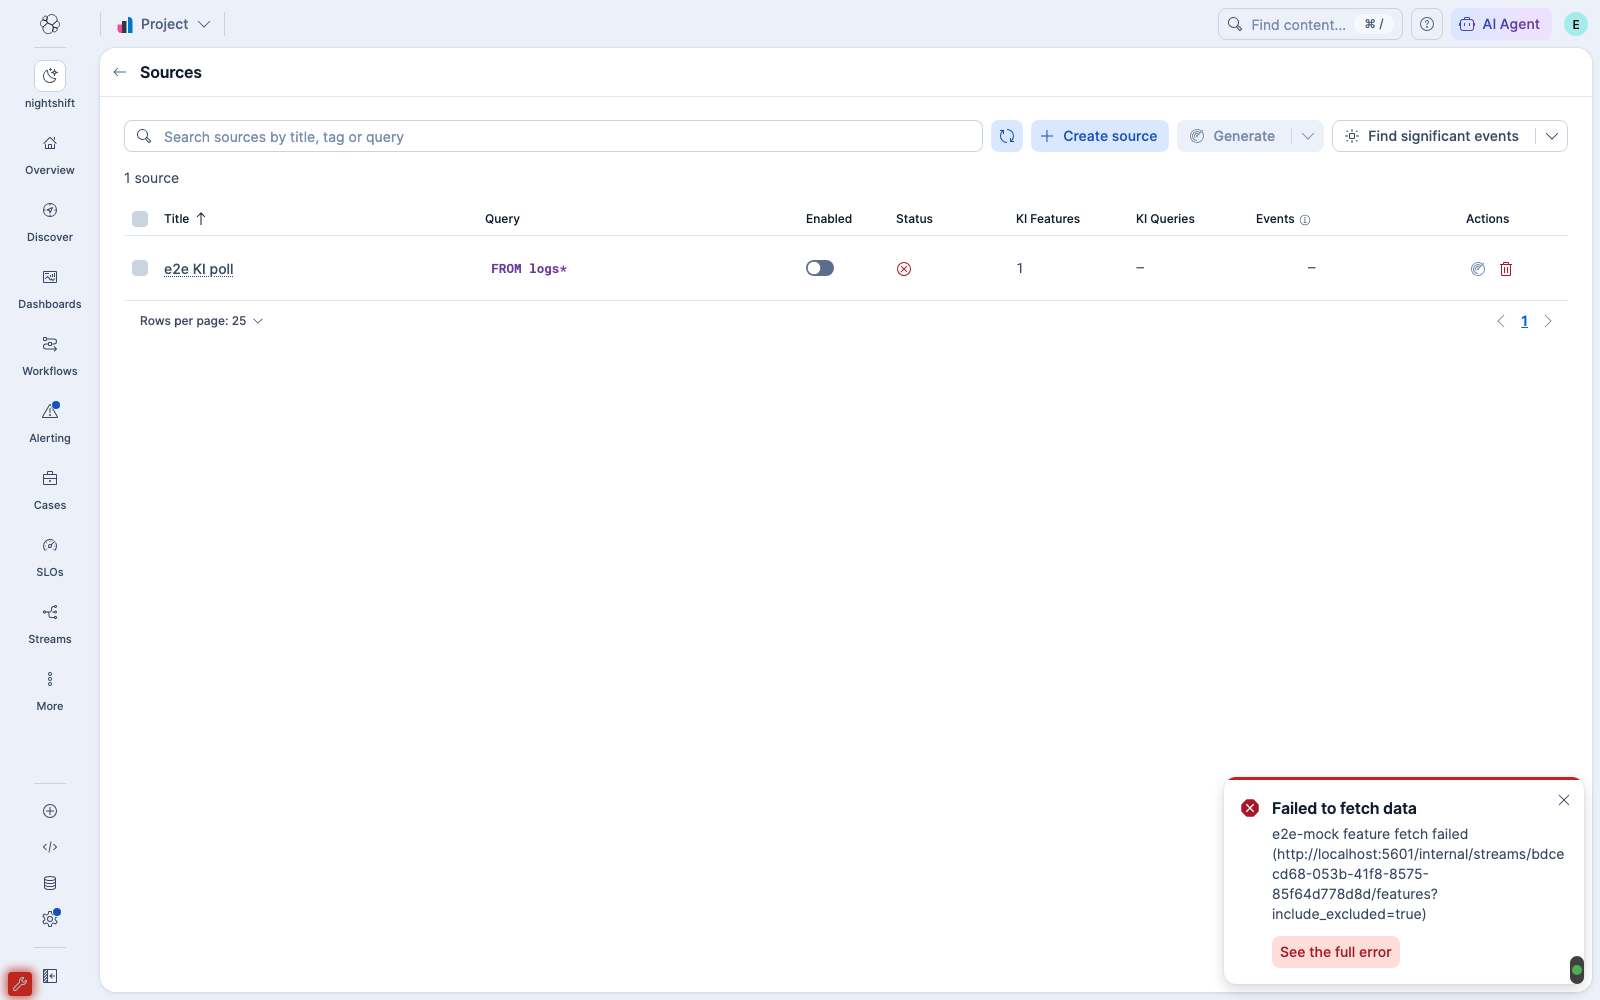 Project
Find content...
⌘ /
AI Agent
E
nightshift
Overview
Discover
Dashboards
Workflows
Alerting
Cases
SLOs
Streams
More
Sources
Search sources by title, tag or query
Create source
Generate
Find significant events
1 source
Title
Query
Enabled
Status
KI Features
KI Queries
Events
Actions
e2e KI poll
FROM logs*
1
–
–
Rows per page: 25
1
Failed to fetch data
e2e-mock feature fetch failed
(http://localhost:5601/internal/streams/bdce
cd68-053b-41f8-8575-
85f64d778d8d/features?
include_excluded=true)
See the full error